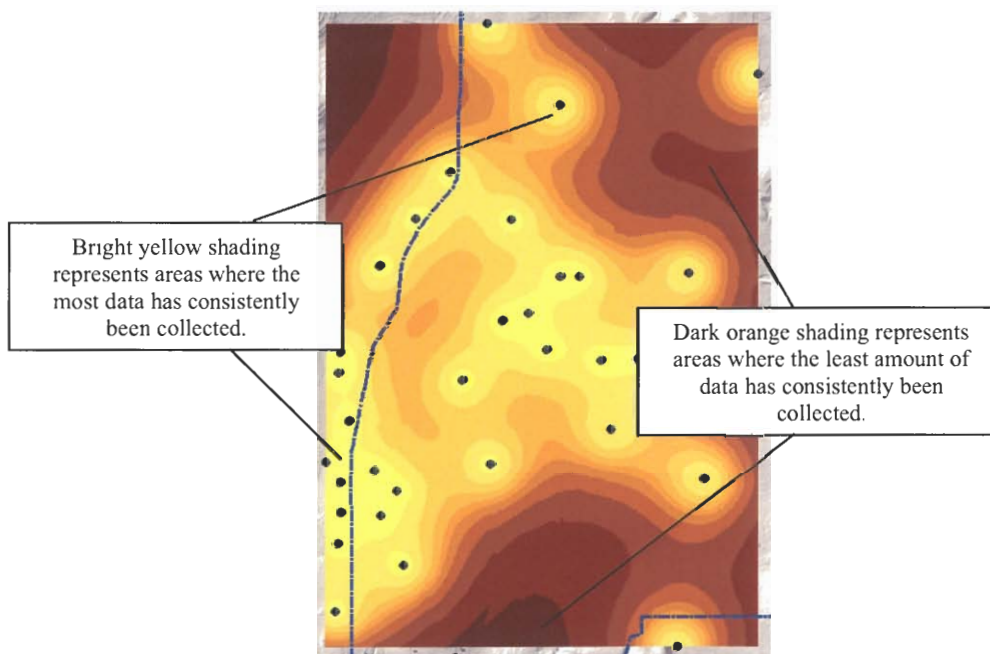 Bright yellow shading
represents areas where the
most data has consistently
been collected.
Dark orange shading represents
areas where the least amount of
data has consistently been
collected.